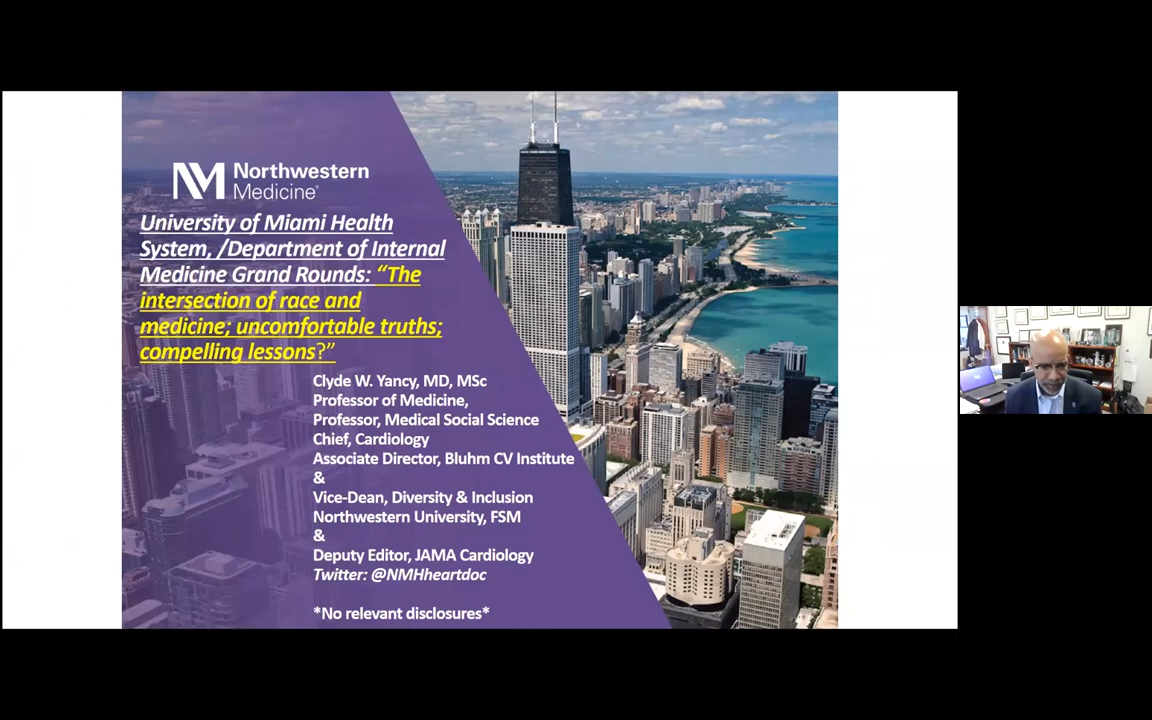 Northwestern
Medicine®
University of Miami Health
System, /Department of Internal
Medicine Grand Rounds: “The
intersection of race and
medicine; uncomfortable truths;
compelling lessons?”
Clyde W. Yancy, MD, MSc
Professor of Medicine,
Professor, Medical Social Science
Chief, Cardiology
Associate Director, Bluhm CV Institute
&
Vice-Dean, Diversity & Inclusion
Northwestern University, FSM
&
Deputy Editor, JAMA Cardiology
Twitter: @NMHheartdoc
*No relevant disclosures*